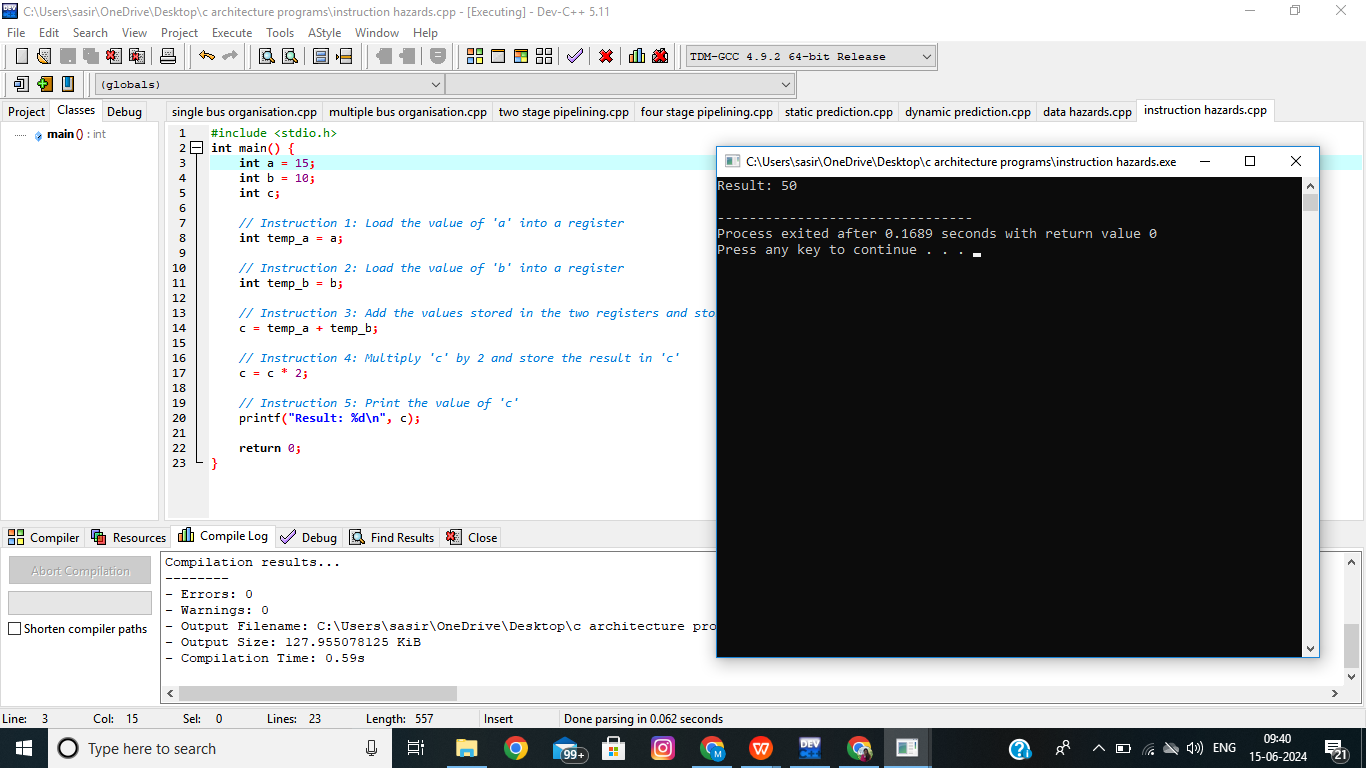 C:\Users\sasir\OneDrive\Desktop\c architecture programs\instruction hazards.cpp - [Executing] - Dev-C++ 5.11
File Edit Search View Project Execute Tools AStyle Window Help
TDM-GCC 4.9.2 64-bit Release
(globals)
Project Classes Debug
single bus organisation.cpp multiple bus organisation.cpp two stage pipelining.cpp four stage pipelining.cpp static prediction.cpp dynamic prediction.cpp data hazards.cpp instruction hazards.cpp
main () : int
1 #include <stdio.h>
2 int main() {
3 int a = 15;
4 int b = 10;
5 int c;
6
7 // Instruction 1: Load the value of 'a' into a register
8 int temp_a = a;
9
10 // Instruction 2: Load the value of 'b' into a register
11 int temp_b = b;
12
13 // Instruction 3: Add the values stored in the two registers and sto
14 c = temp_a + temp_b;
15
16 // Instruction 4: Multiply 'c' by 2 and store the result in 'c'
17 c = c * 2;
18
19 // Instruction 5: Print the value of 'c'
20 printf("Result: %d\n", c);
21
22 return 0;
23 }
C:\Users\sasir\OneDrive\Desktop\c architecture programs\instruction hazards.exe
Result: 50
--------------------------------
Process exited after 0.1689 seconds with return value 0
Press any key to continue . . .
Compiler Resources Compile Log Debug Find Results Close
Abort Compilation
Shorten compiler paths
Compilation results...
--------
- Errors: 0
- Warnings: 0
- Output Filename: C:\Users\sasir\OneDrive\Desktop\c architecture pro
- Output Size: 127.955078125 KiB
- Compilation Time: 0.59s
Line: 3 Col: 15 Sel: 0 Lines: 23 Length: 557 Insert Done parsing in 0.062 seconds
Type here to search
99+
DEV
M
ENG
09:40
15-06-2024
21